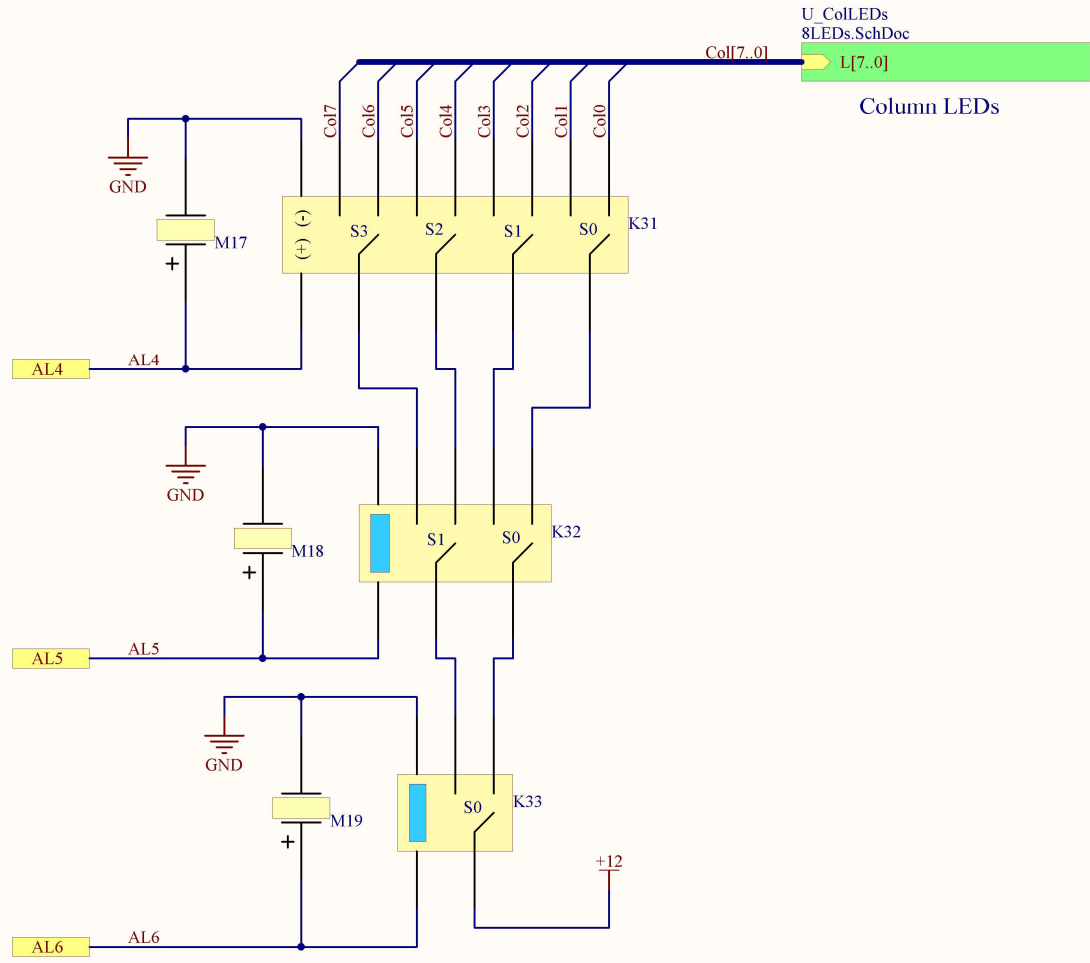 U_ColLEDs
8LEDs.SchDoc
Col[7..0]
L[7..0]
Column LEDs
Col7
Col6
Col5
Col4
Col3
Col2
Col1
Col0
GND
M17
+
(-)
(+)
S3
S2
S1
S0
K31
AL4
AL4
GND
M18
+
S1
S0
K32
AL5
AL5
GND
M19
+
S0
K33
+12
AL6
AL6